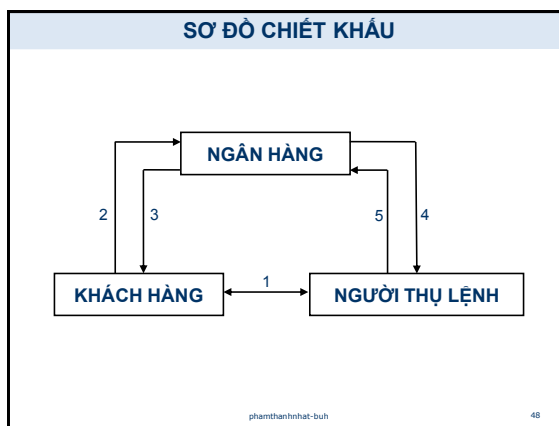 SƠ ĐỒ CHIẾT KHẤU
NGÂN HÀNG
2
3
5
4
1
KHÁCH HÀNG
NGƯỜI THỤ LỆNH
phamthanhnhat-buh
48